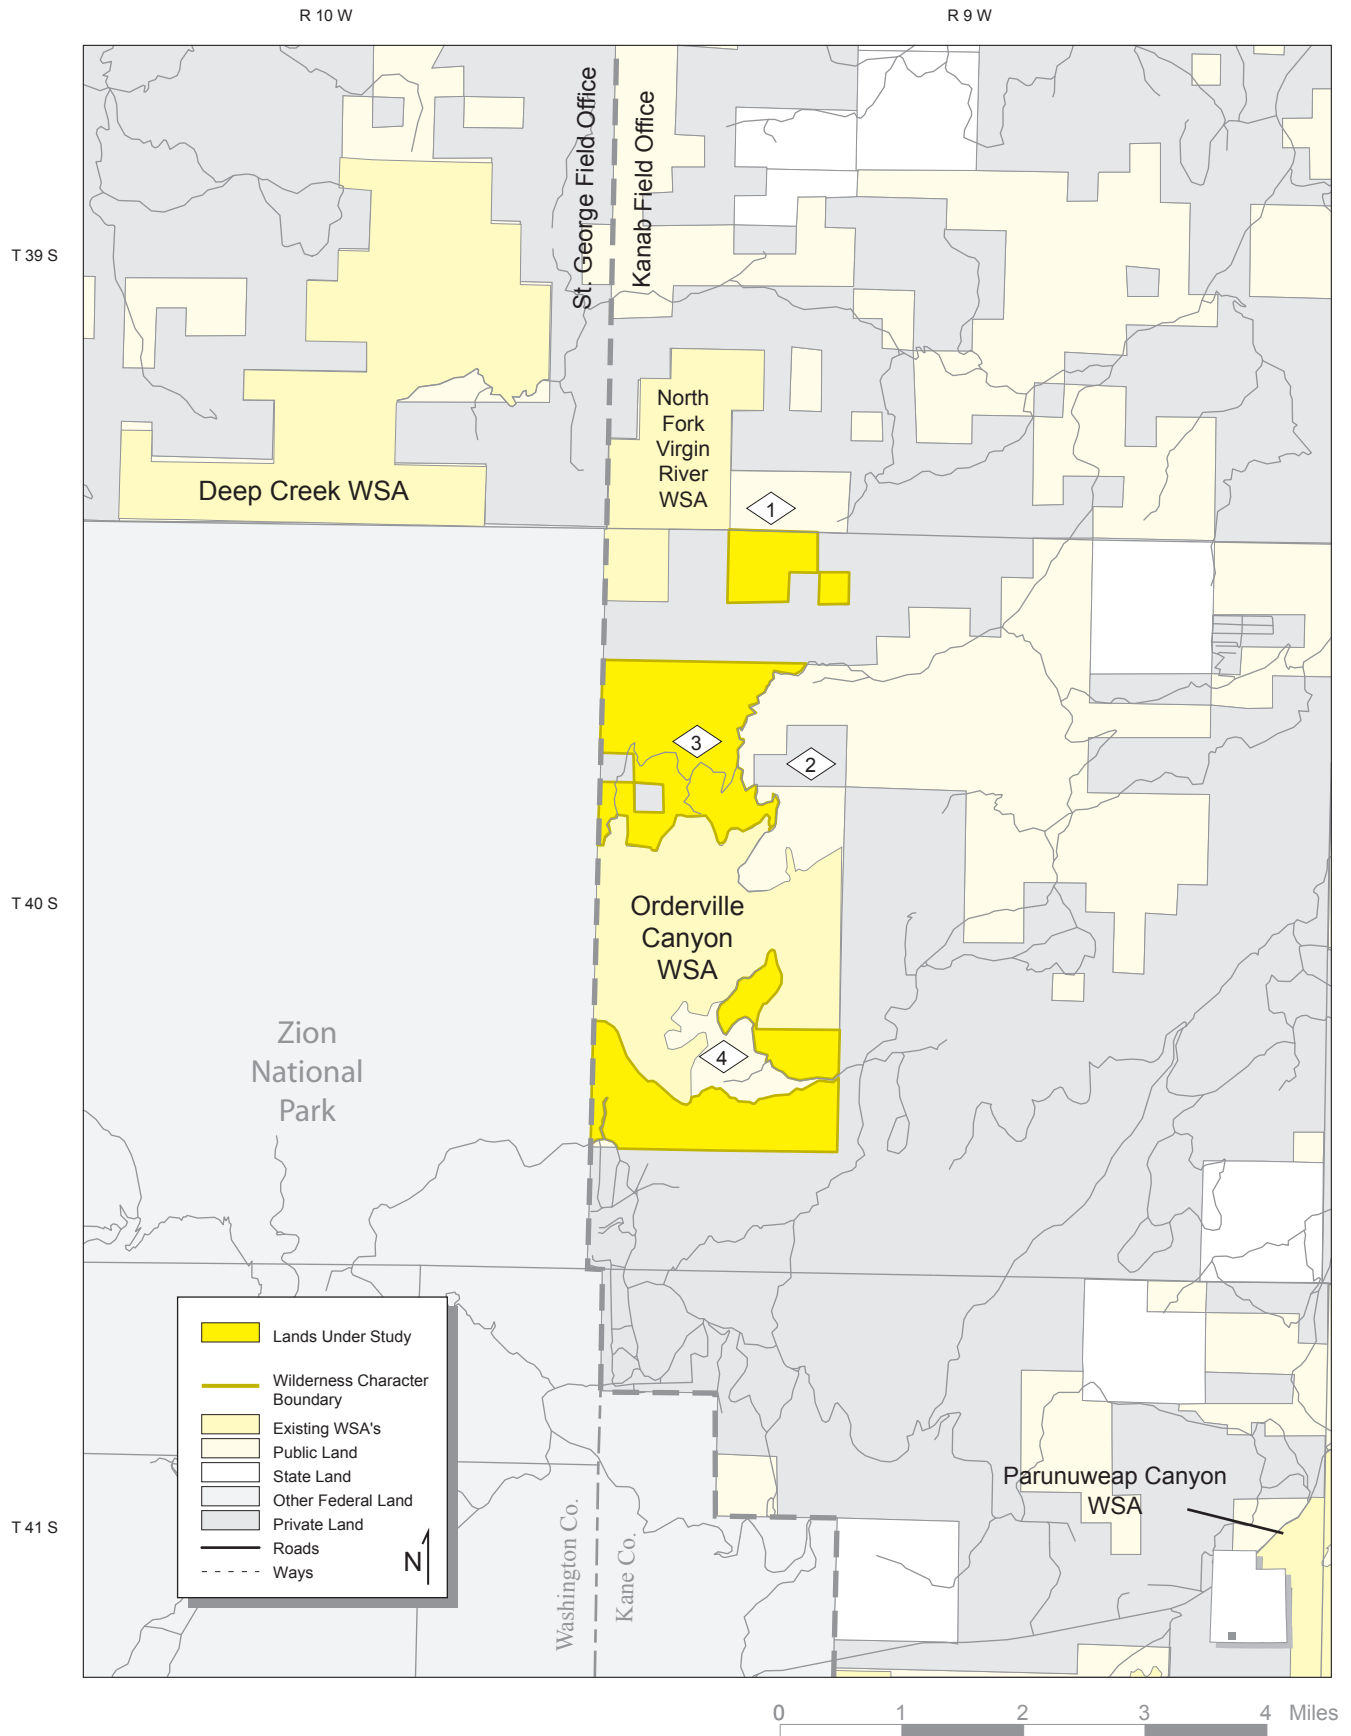 R 10 W
R 9 W
St. George Field Office
Kanab Field Office
T 39 S
North
Fork
Virgin
River
WSA
Deep Creek WSA
1
3
2
T 40 S
Orderville
Canyon
WSA
Zion
National
Park
4
Lands Under Study
Wilderness Character
Boundary
Existing WSA's
Public Land
State Land
Other Federal Land
Private Land
Roads
Ways
N
Parunuweap Canyon
WSA
T 41 S
Washington Co.
Kane Co.
0 1 2 3 4 Miles